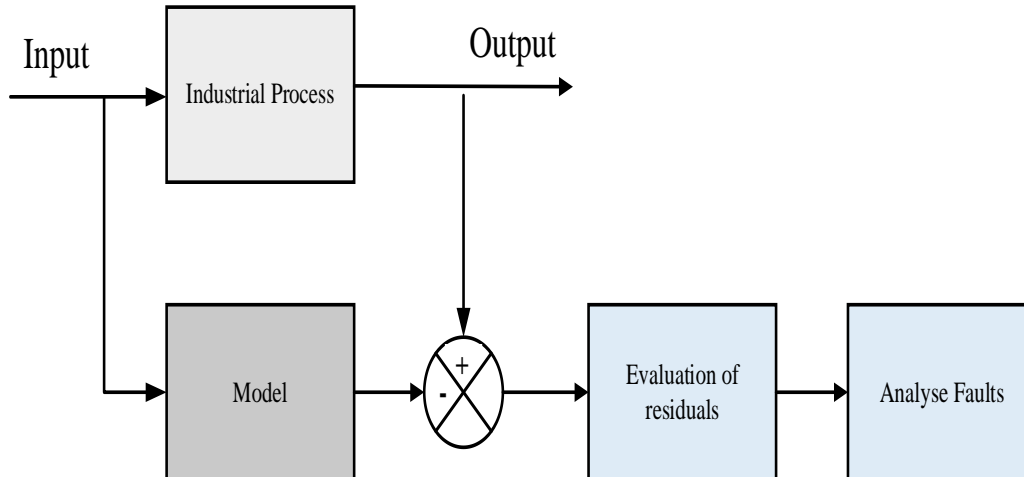 Input
Industrial Process
Output
Model
+
-
Evaluation of
residuals
Analyse Faults